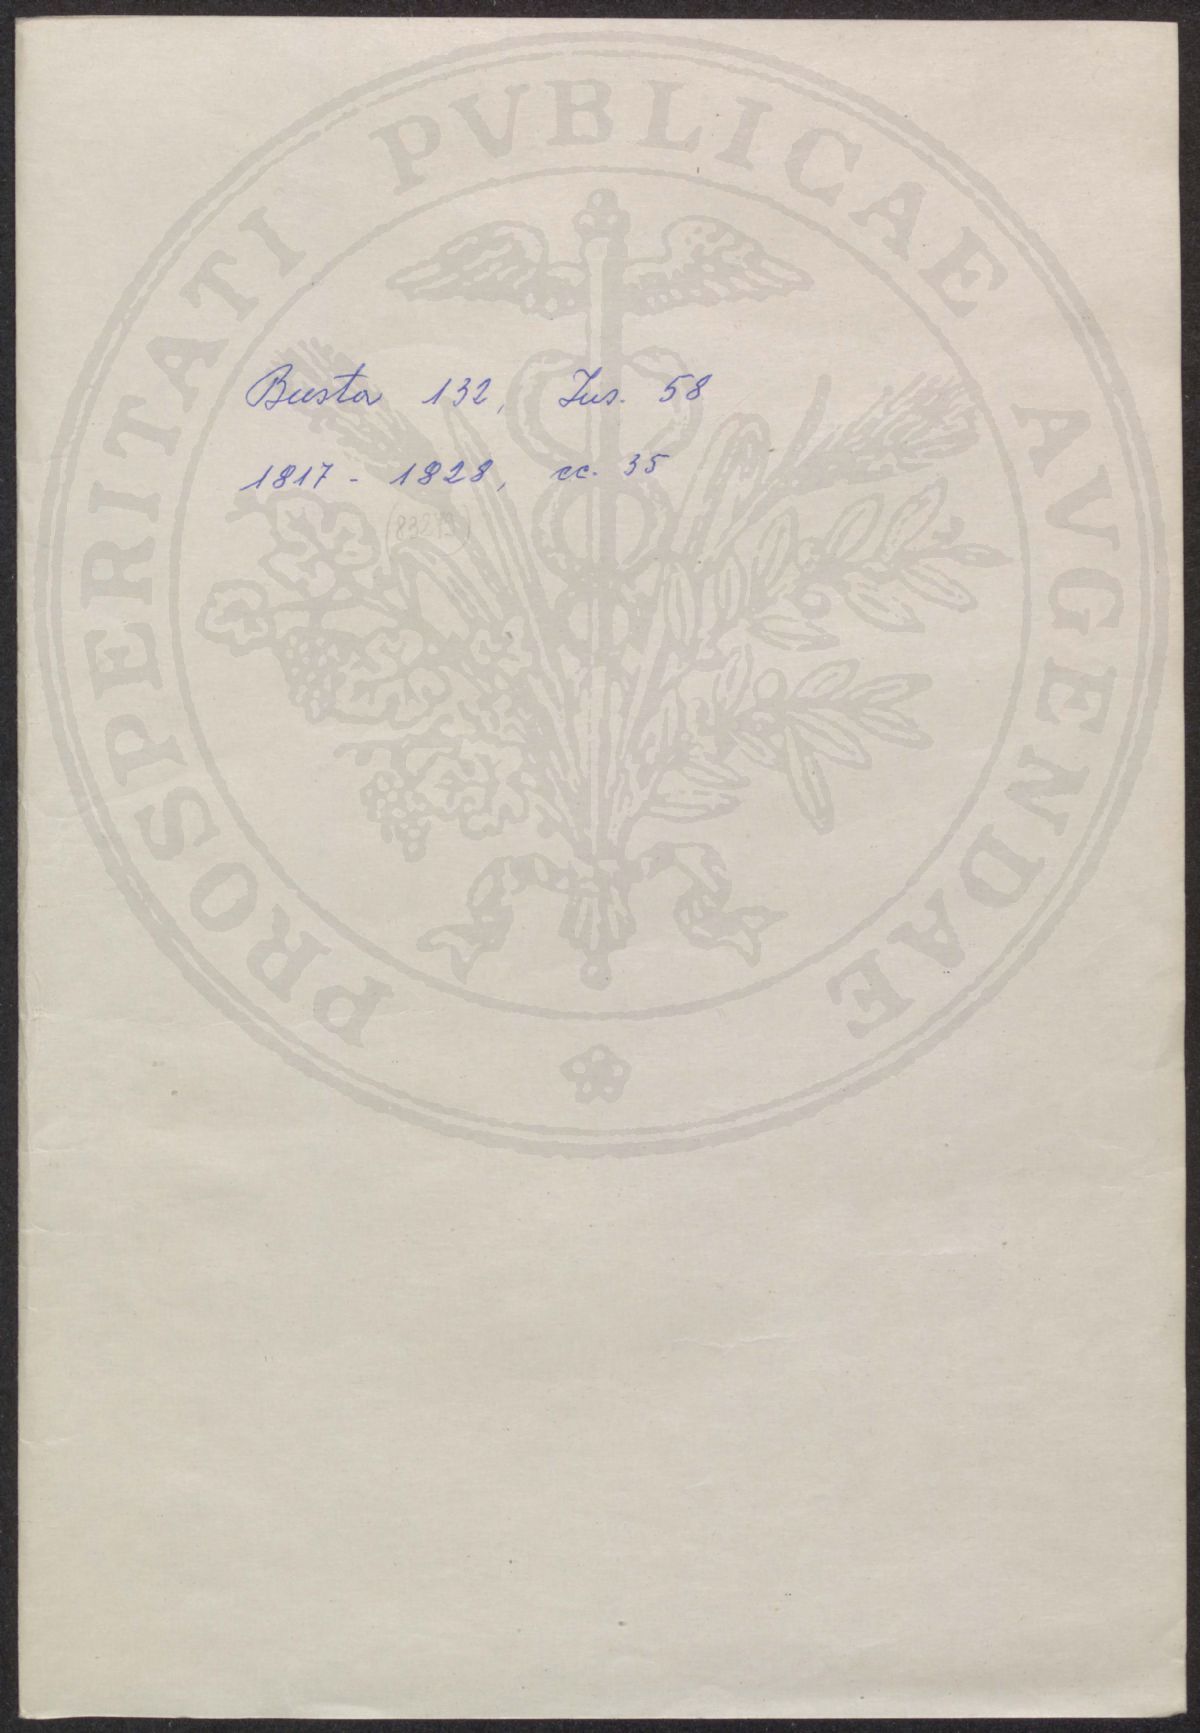 Busta 132, Ins. 58
1817 - 1828, cc. 35
PROSPERITATI PVBLICAE AVGENDAE